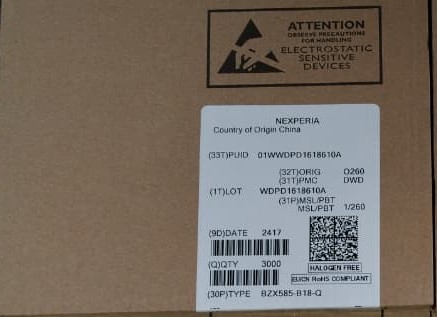 ATTENTION
OBSERVE PRECAUTIONS
FOR HANDLING
ELECTROSTATIC
SENSITIVE
DEVICES
NEXPERIA
Country of Origin China
(33T)PUID 01WWDPD1618610A
(32T)ORIG O260
(31T)PMC DWD
(1T)LOT WDPD1618610A
(31P)MSL/PBT
MSL/PBT 1/260
(9D)DATE 2417
(Q)QTY 3000
HALOGEN FREE
EU/CN RoHS COMPLIANT
(30P)TYPE BZX585-B18-Q